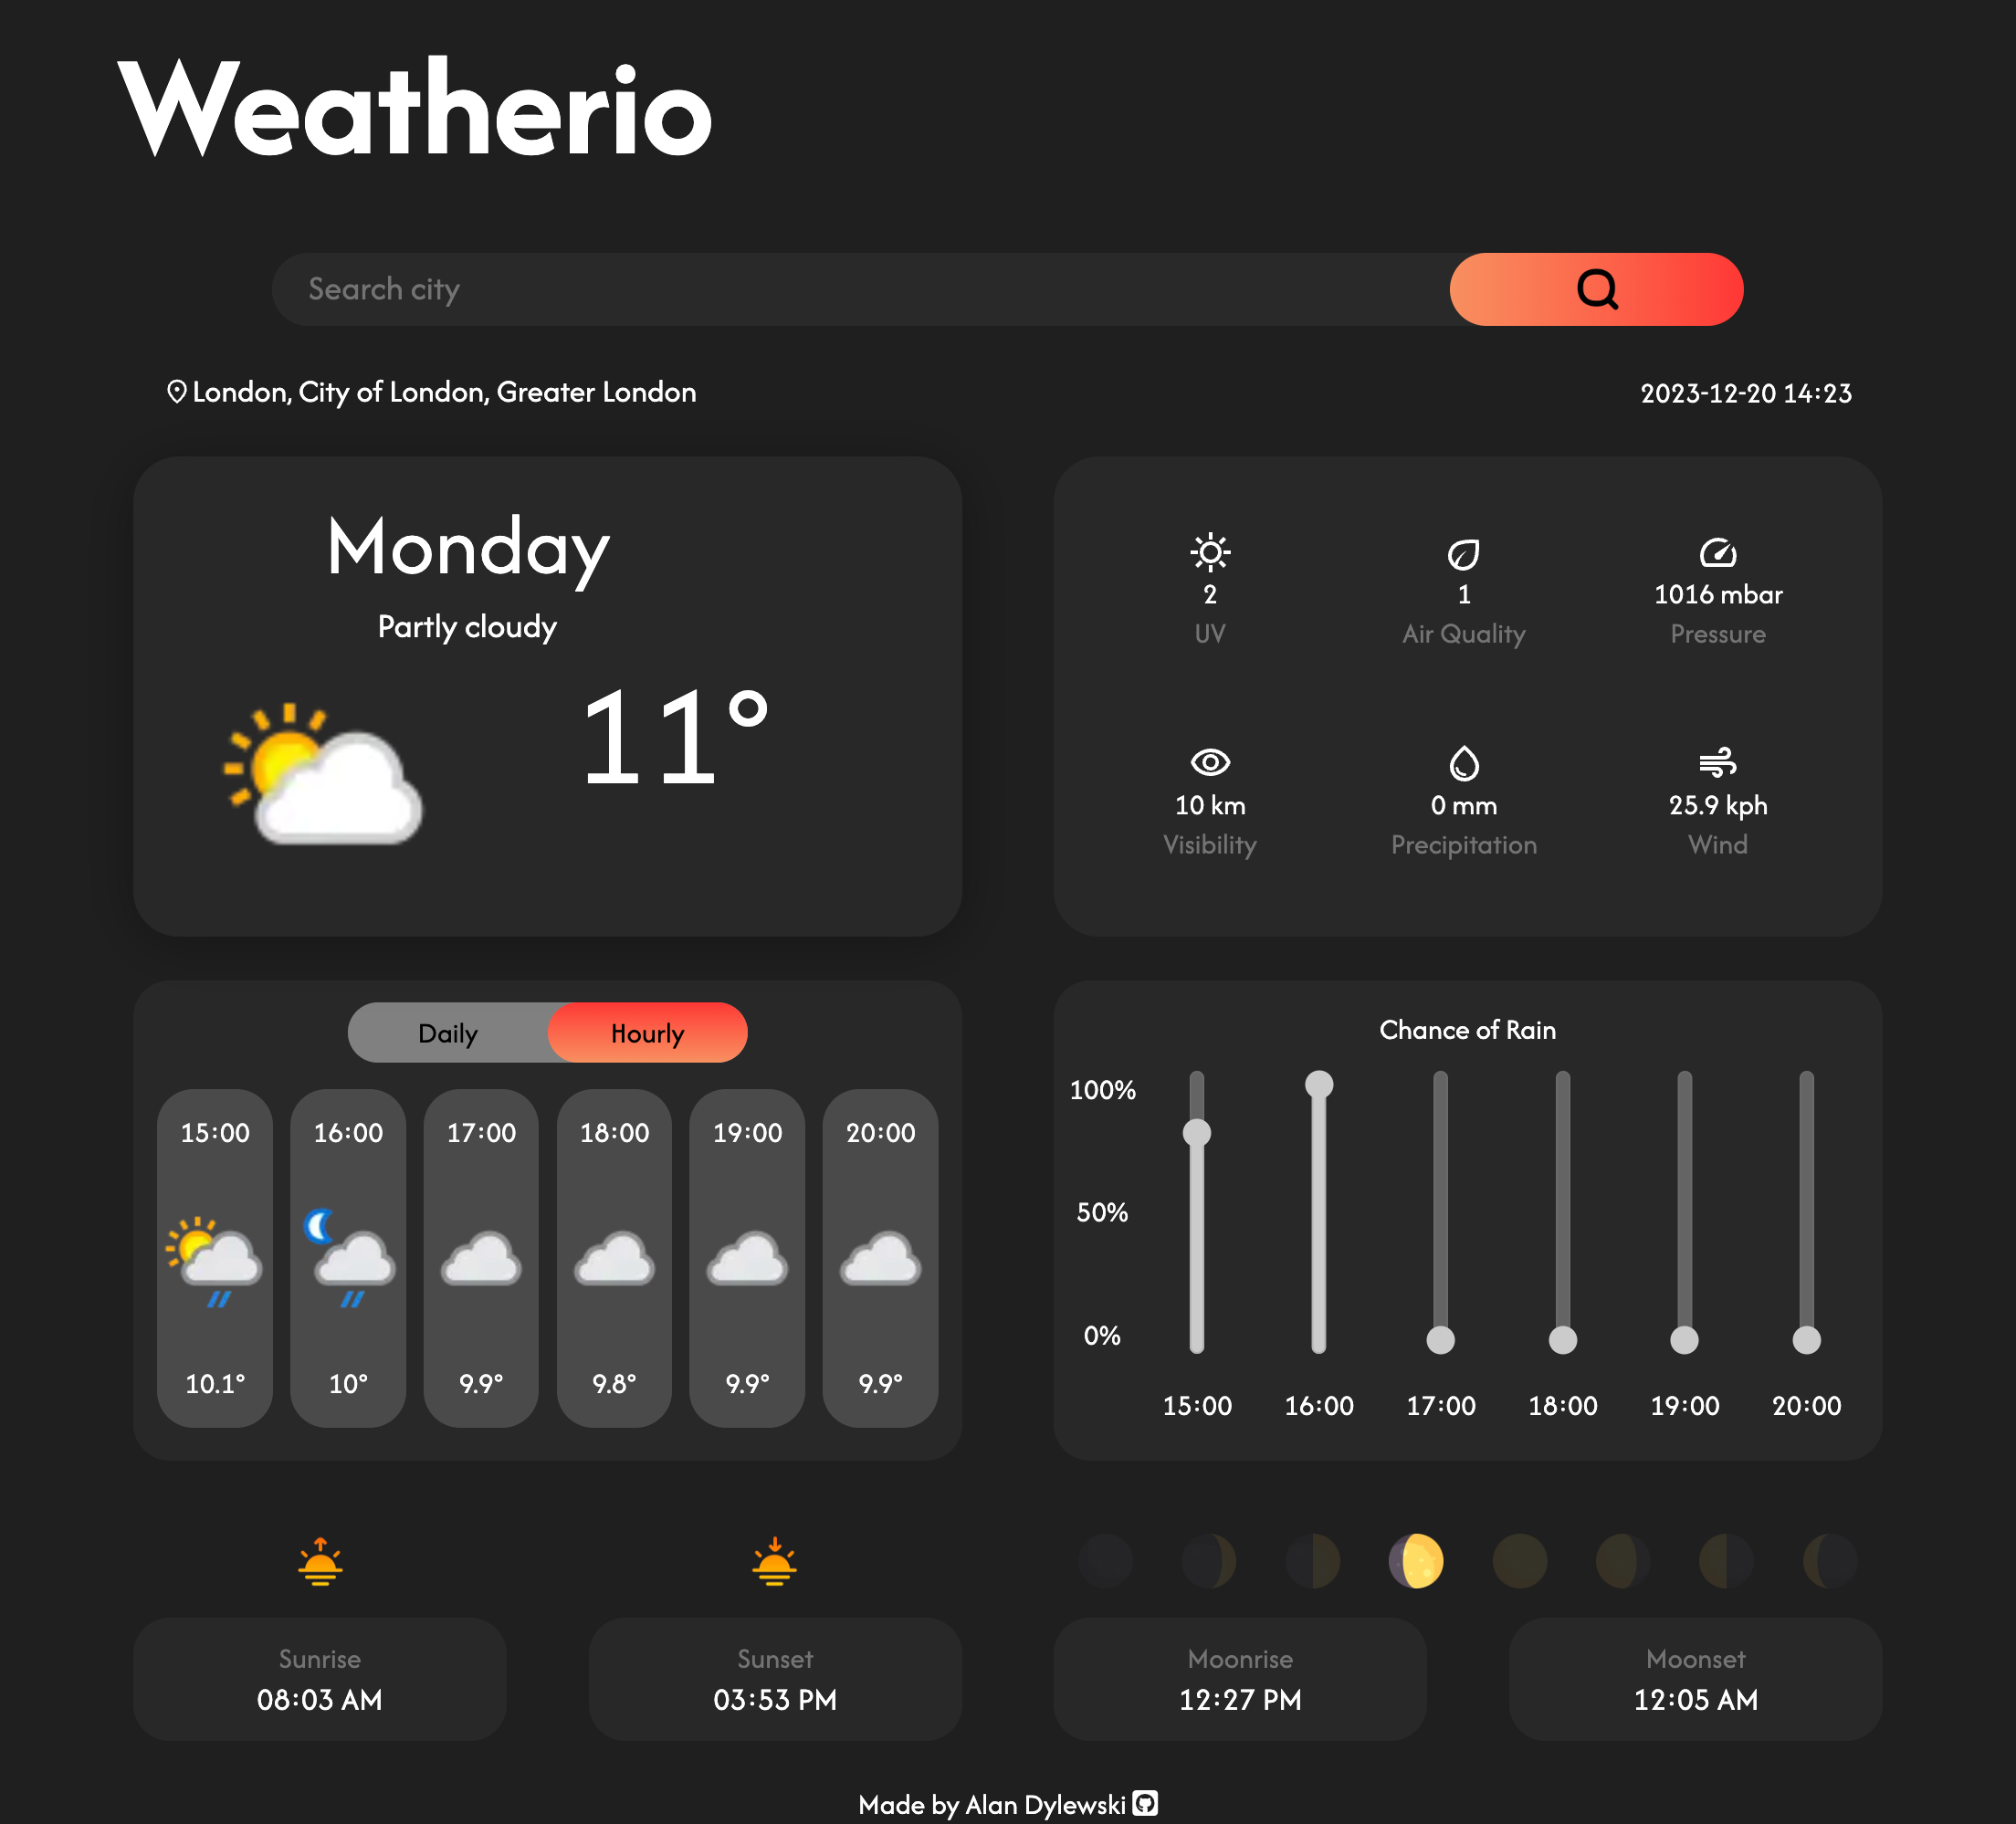 Weatherio
Search city
London, City of London, Greater London
2023-12-20 14:23
Monday
Partly cloudy
11°
2
UV
1
Air Quality
1016 mbar
Pressure
10 km
Visibility
0 mm
Precipitation
25.9 kph
Wind
Daily
Hourly
15:00
16:00
17:00
18:00
19:00
20:00
10.1°
10°
9.9°
9.8°
9.9°
9.9°
Chance of Rain
100%
50%
0%
15:00
16:00
17:00
18:00
19:00
20:00
Sunrise
08:03 AM
Sunset
03:53 PM
Moonrise
12:27 PM
Moonset
12:05 AM
Made by Alan Dylewski